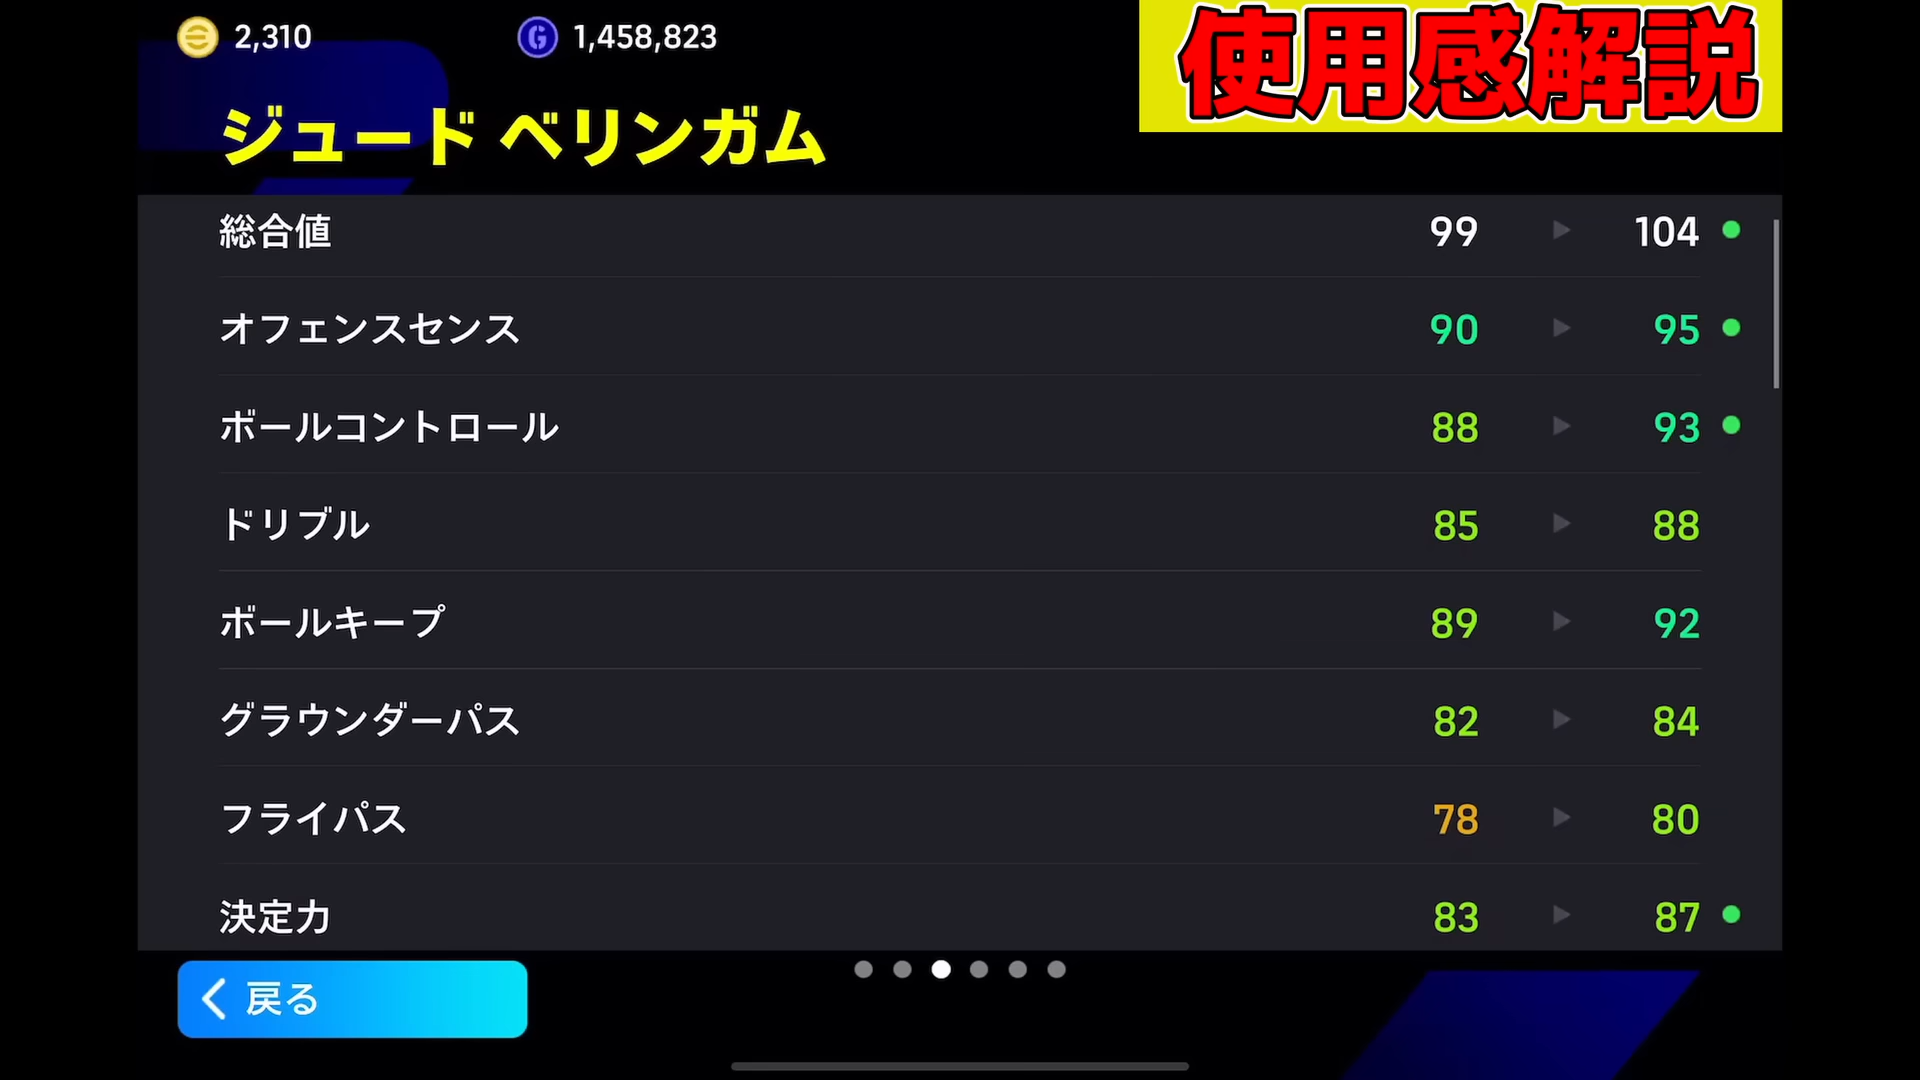 2,310 1,458,823
使用感解説
ジュード ベリンガム
総合値 99 104
オフェンスセンス 90 95
ボールコントロール 88 93
ドリブル 85 88
ボールキープ 89 92
グラウンダーパス 82 84
フライパス 78 80
決定力 83 87
戻る